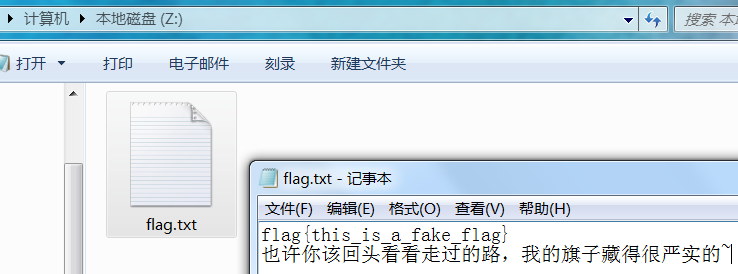 计算机 本地磁盘 (Z:) 搜索 本
打开 打印 电子邮件 刻录 新建文件夹
flag.txt
flag.txt - 记事本
文件(F) 编辑(E) 格式(O) 查看(V) 帮助(H)
flag{this_is_a_fake_flag}
也许你该回头看看走过的路，我的旗子藏得很严实的~